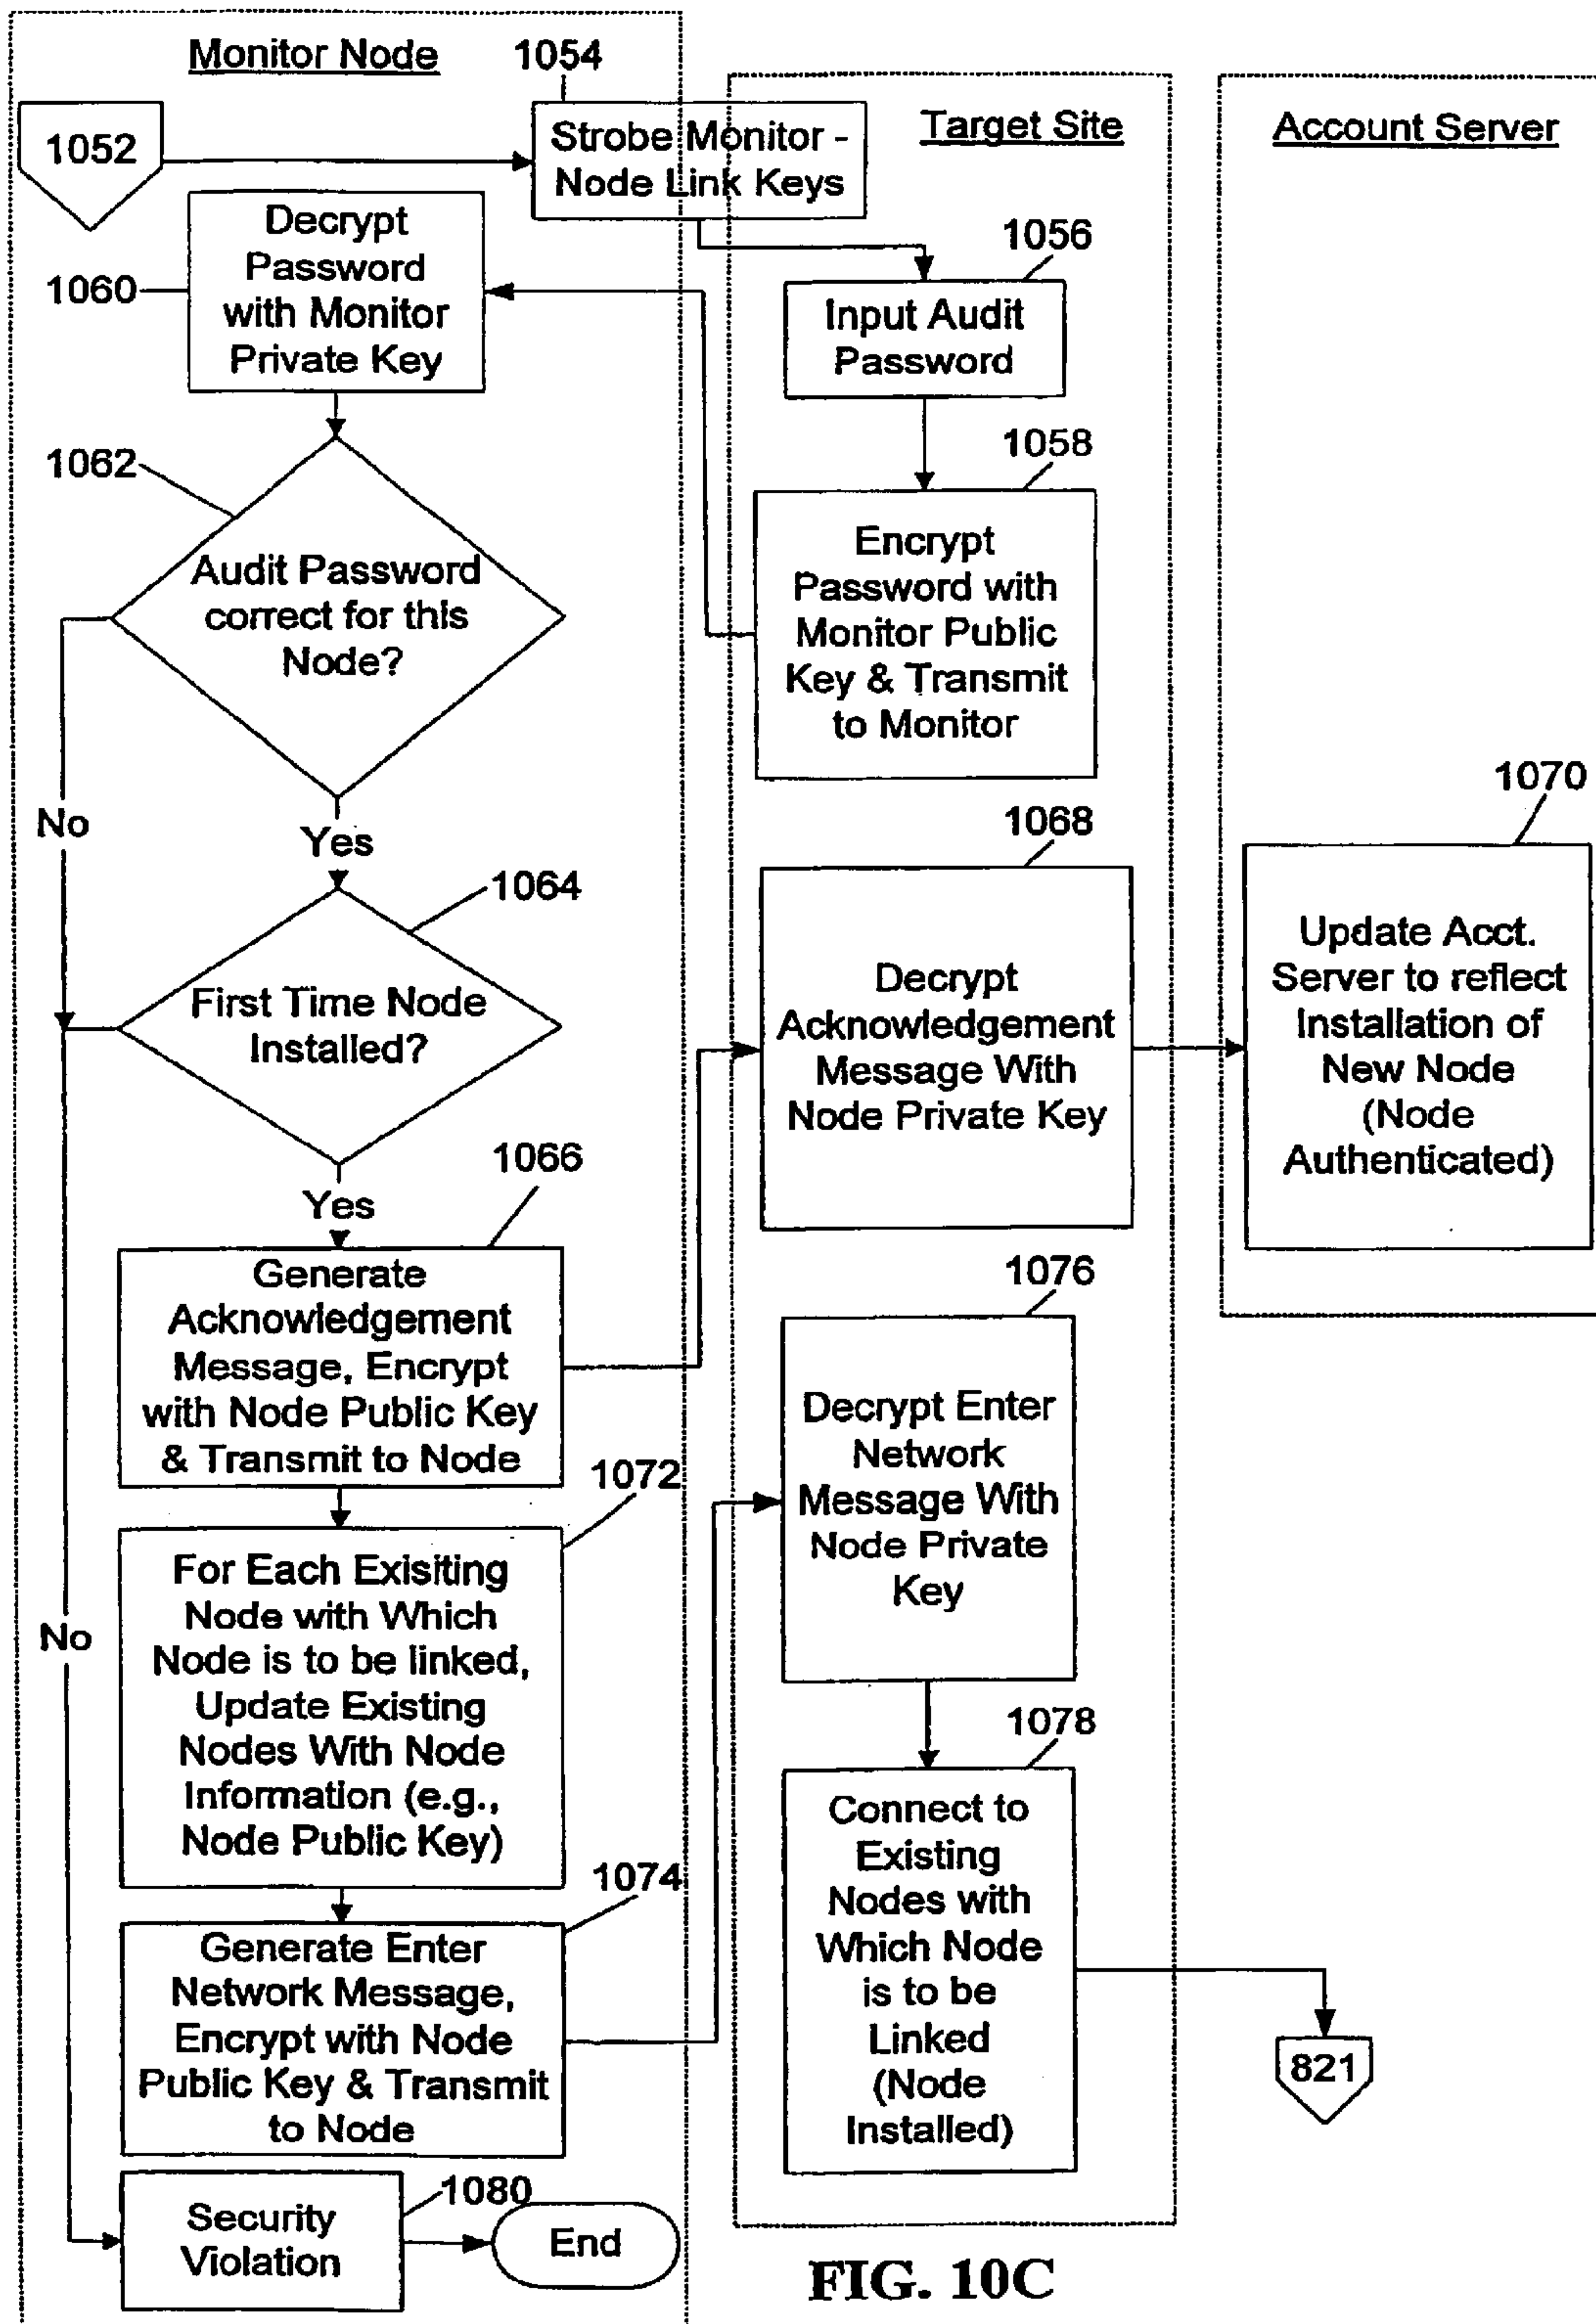 Monitor Node
1054
Target Site
Account Server
1052
Strobe Monitor -
Node Link Keys
Decrypt
Password
with Monitor
Private Key
1060
1056
Input Audit
Password
1058
Encrypt
Password with
Monitor Public
Key & Transmit
to Monitor
1062
Audit Password
correct for this
Node?
No
Yes
1064
First Time Node
Installed?
1068
Decrypt
Acknowledgement
Message With
Node Private Key
1070
Update Acct.
Server to reflect
Installation of
New Node
(Node
Authenticated)
Yes
1066
Generate
Acknowledgement
Message, Encrypt
with Node Public Key
& Transmit to Node
1072
For Each Exisiting
Node with Which
Node is to be linked,
Update Existing
Nodes With Node
Information (e.g.,
Node Public Key)
No
1076
Decrypt Enter
Network
Message With
Node Private
Key
1078
Connect to
Existing
Nodes with
Which Node
is to be
Linked
(Node
Installed)
1074
Generate Enter
Network Message,
Encrypt with Node
Public Key & Transmit
to Node
821
1080
Security
Violation
End
FIG. 10C